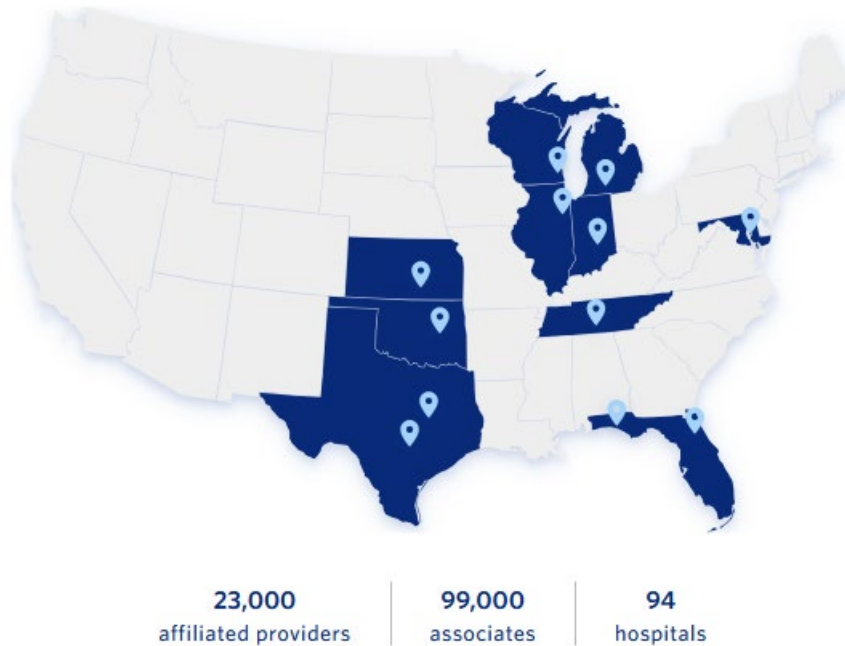 23,000
affiliated providers
99,000
associates
94
hospitals